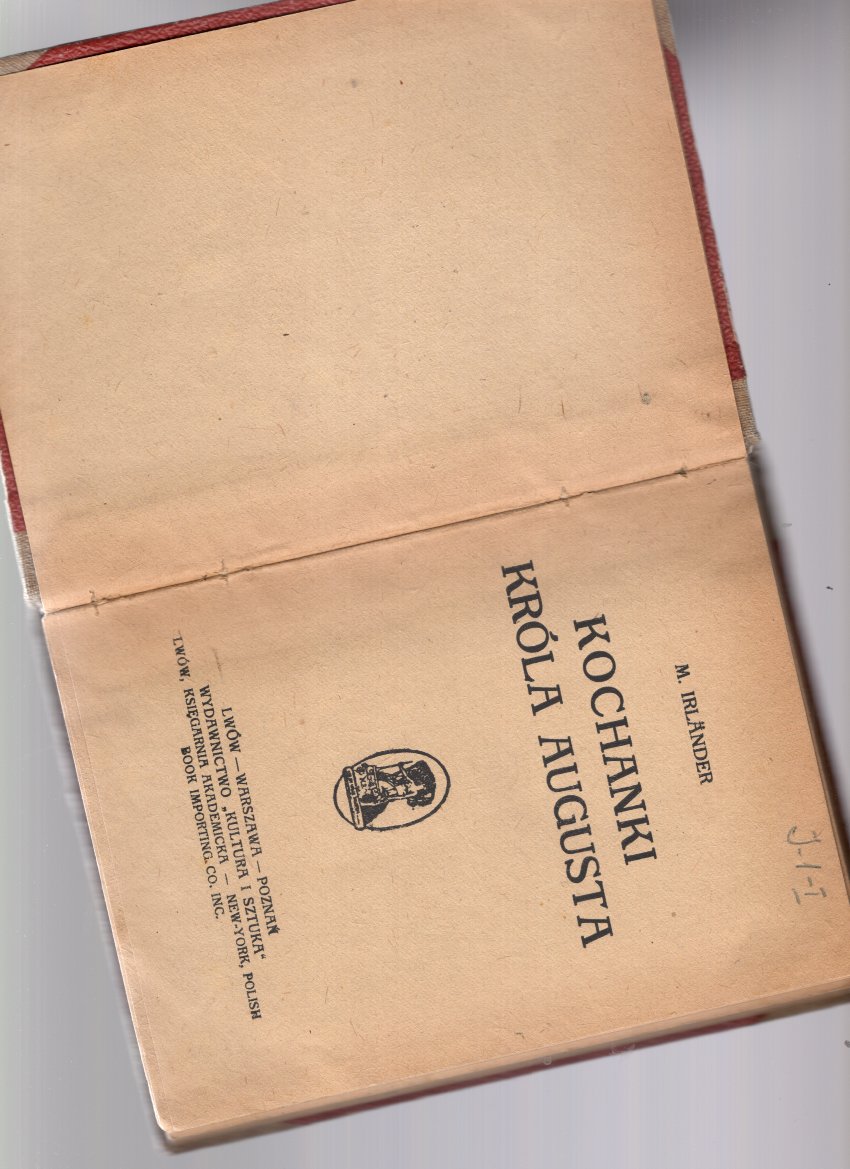 J-1-I
M. IRLÄNDER
KOCHANKI
KRÓLA AUGUSTA
LWÓW — WARSZAWA — POZNAŃ
WYDAWNICTWO „KULTURA I SZTUKA“
LWÓW, KSIĘGARNIA AKADEMICKA — NEW-YORK, POLISH
BOOK IMPORTING. CO. INC.